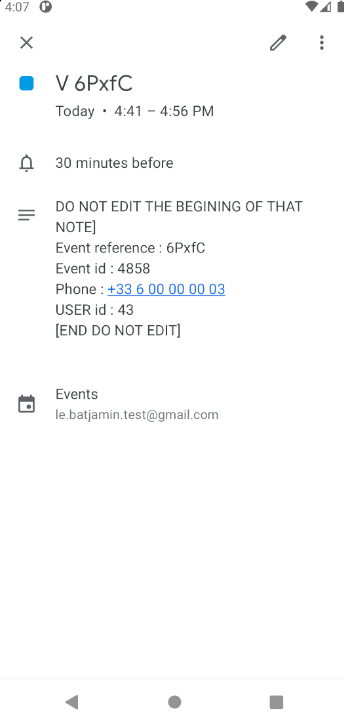 4:07
V 6PxfC
Today • 4:41 – 4:56 PM
30 minutes before
DO NOT EDIT THE BEGINING OF THAT
NOTE]
Event reference : 6PxfC
Event id : 4858
Phone : +33 6 00 00 00 03
USER id : 43
[END DO NOT EDIT]
Events
le.batjamin.test@gmail.com